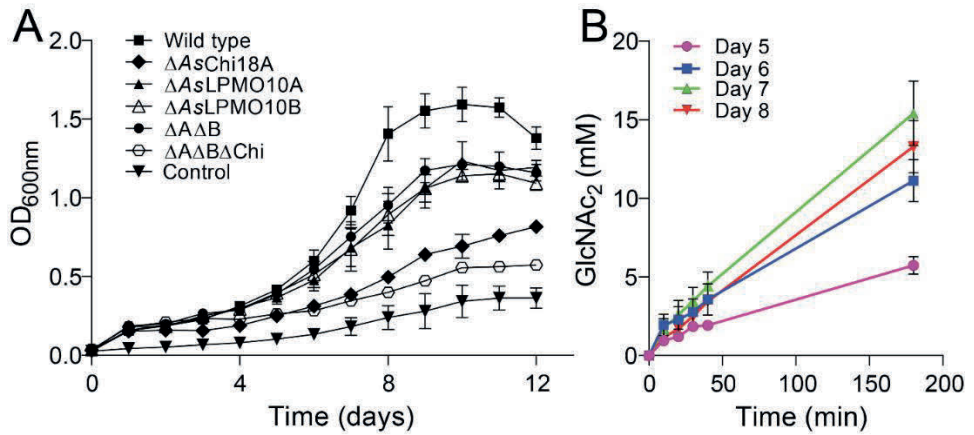 A
OD600nm
2.0
1.5
1.0
0.5
0.0
Wild type
ΔAsChi18A
ΔAsLPMO10A
ΔAsLPMO10B
ΔAΔB
ΔAΔBΔChi
Control
0 4 8 12
Time (days)
B
GlcNAc2 (mM)
20
15
10
5
0
Day 5
Day 6
Day 7
Day 8
0 50 100 150 200
Time (min)